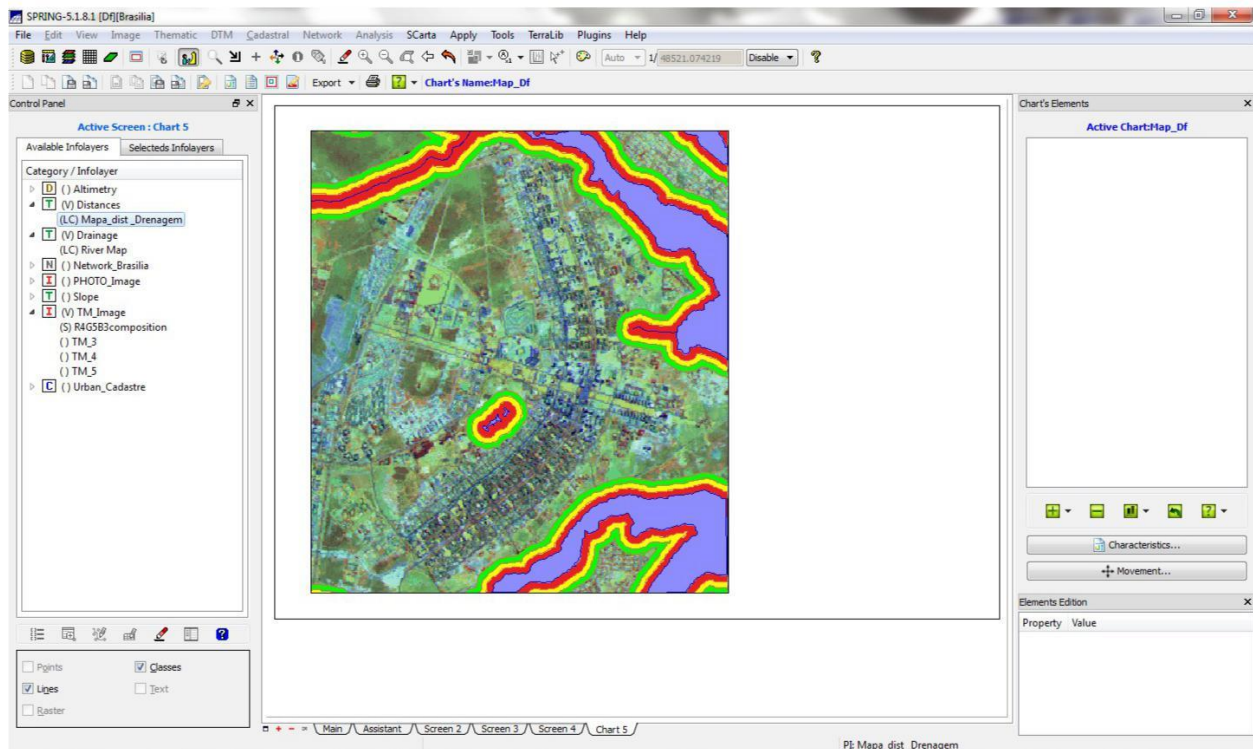 SPRING-5.1.8.1 [Df][Brasilia]
File Edit View Image Thematic DTM Cadastral Network Analysis SCarta Apply Tools TerraLib Plugins Help
Auto 1/ 48521.074219 Disable
Export Chart's Name:Map_Df
Control Panel
Active Screen : Chart 5
Available Infolayers Selecteds Infolayers
Category / Infolayer
D ( ) Altimetry
T (V) Distances
(LC) Mapa_dist _Drenagem
T (V) Drainage
(LC) River Map
N ( ) Network_Brasilia
I ( ) PHOTO_Image
T ( ) Slope
I (V) TM_Image
(S) R4G5B3composition
( ) TM_3
( ) TM_4
( ) TM_5
C ( ) Urban_Cadastre
Points Classes
Lines Text
Raster
Main Assistant Screen 2 Screen 3 Screen 4 Chart 5
Chart's Elements
Active Chart:Map_Df
Characteristics...
Movement...
Elements Edition
Property Value
PI: Mapa_dist_Drenagem